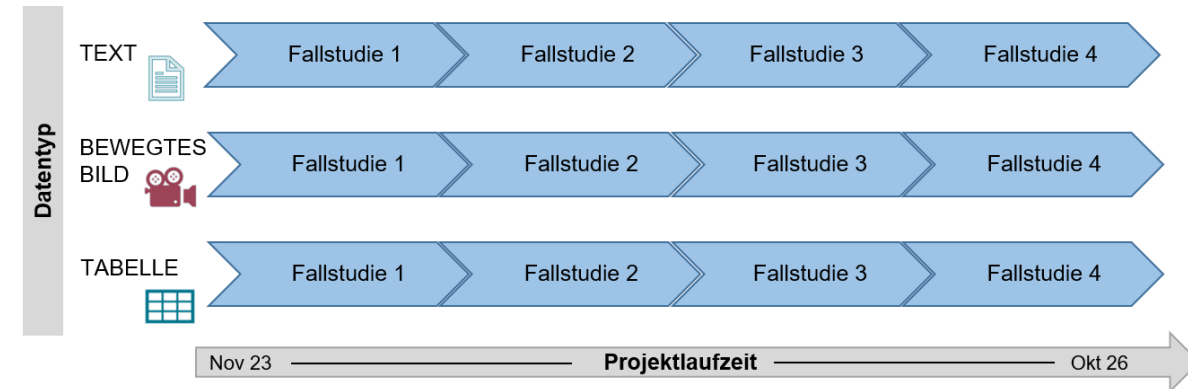 Datentyp
TEXT
Fallstudie 1
Fallstudie 2
Fallstudie 3
Fallstudie 4
BEWEGTES
BILD
Fallstudie 1
Fallstudie 2
Fallstudie 3
Fallstudie 4
TABELLE
Fallstudie 1
Fallstudie 2
Fallstudie 3
Fallstudie 4
Nov 23
Projektlaufzeit
Okt 26